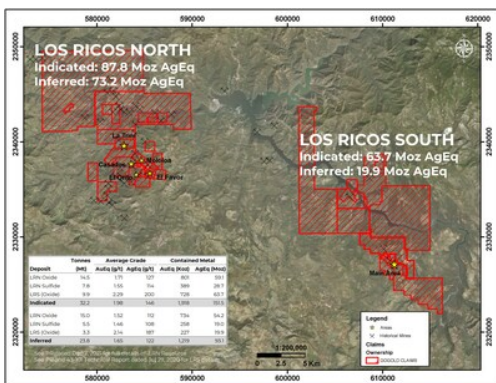 580000 590000 600000 610000 620000
2350000
2340000
2330000
2320000
LOS RICOS NORTH
Indicated: 87.8 Moz AgEq
Inferred: 73.2 Moz AgEq
LOS RICOS SOUTH
Indicated: 63.7 Moz AgEq
Inferred: 19.9 Moz AgEq
La Trini
Mololoa
Casados
El Orito
El Favor
Main Area
Tonnes Average Grade Contained Metal
Deposit (Mt) AuEq (g/t) AgEq (g/t) AuEq (Koz) AgEq (Moz)
LRN Oxide 14.5 1.71 127 801 59.1
LRN Sulfide 7.8 1.55 114 389 28.7
LRS (Oxide) 9.9 2.29 200 728 63.7
Indicated 32.2 1.98 146 1,918 151.5
LRN Oxide 15.0 1.52 112 734 54.2
LRN Sulfide 5.5 1.46 108 258 19.0
LRS (Oxide) 3.3 2.14 187 227 19.9
Inferred 23.8 1.65 122 1,219 93.1
1:200,000
0 2.5 5 Km
Legend
Areas
Historical Mines
Claims
Ownership
GOGOLD CLAIMS